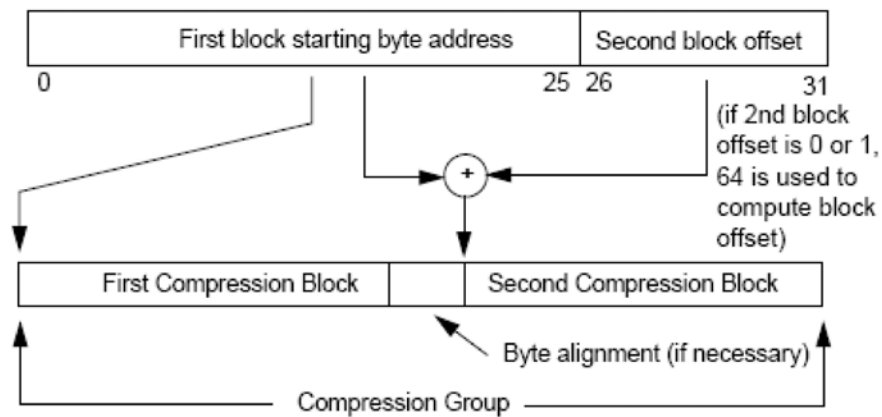 First block starting byte address
Second block offset
0
25
26
31
(if 2nd block
offset is 0 or 1,
64 is used to
compute block
offset)
+
First Compression Block
Second Compression Block
Byte alignment (if necessary)
Compression Group